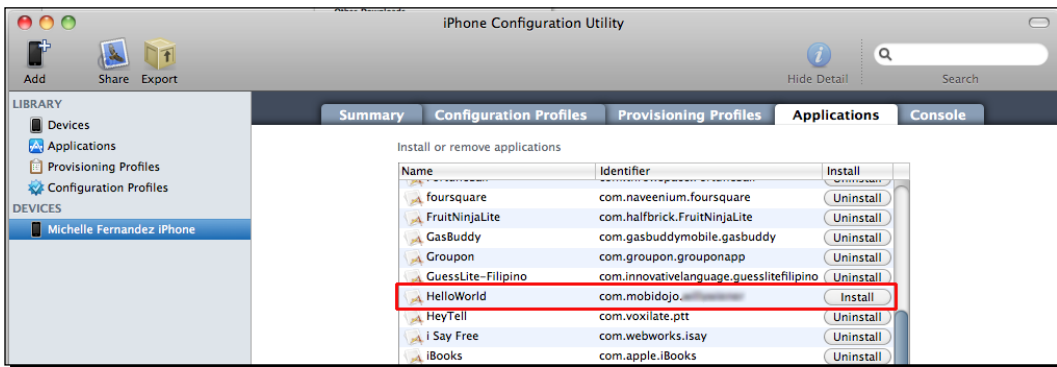 iPhone Configuration Utility
Add Share Export Hide Detail Search
LIBRARY
Devices
Applications
Provisioning Profiles
Configuration Profiles
DEVICES
Michelle Fernandez iPhone
Summary Configuration Profiles Provisioning Profiles Applications Console
Install or remove applications
Name Identifier Install
foursquare com.naveenium.foursquare Uninstall
FruitNinjaLite com.halfbrick.FruitNinjaLite Uninstall
GasBuddy com.gasbuddymobile.gasbuddy Uninstall
Groupon com.groupon.grouponapp Uninstall
GuessLite-Filipino com.innovativelanguage.guesslitefilipino Uninstall
HelloWorld com.mobidojo. Install
HeyTell com.voxilate.ptt Uninstall
i Say Free com.webworks.isay Uninstall
iBooks com.apple.iBooks Uninstall